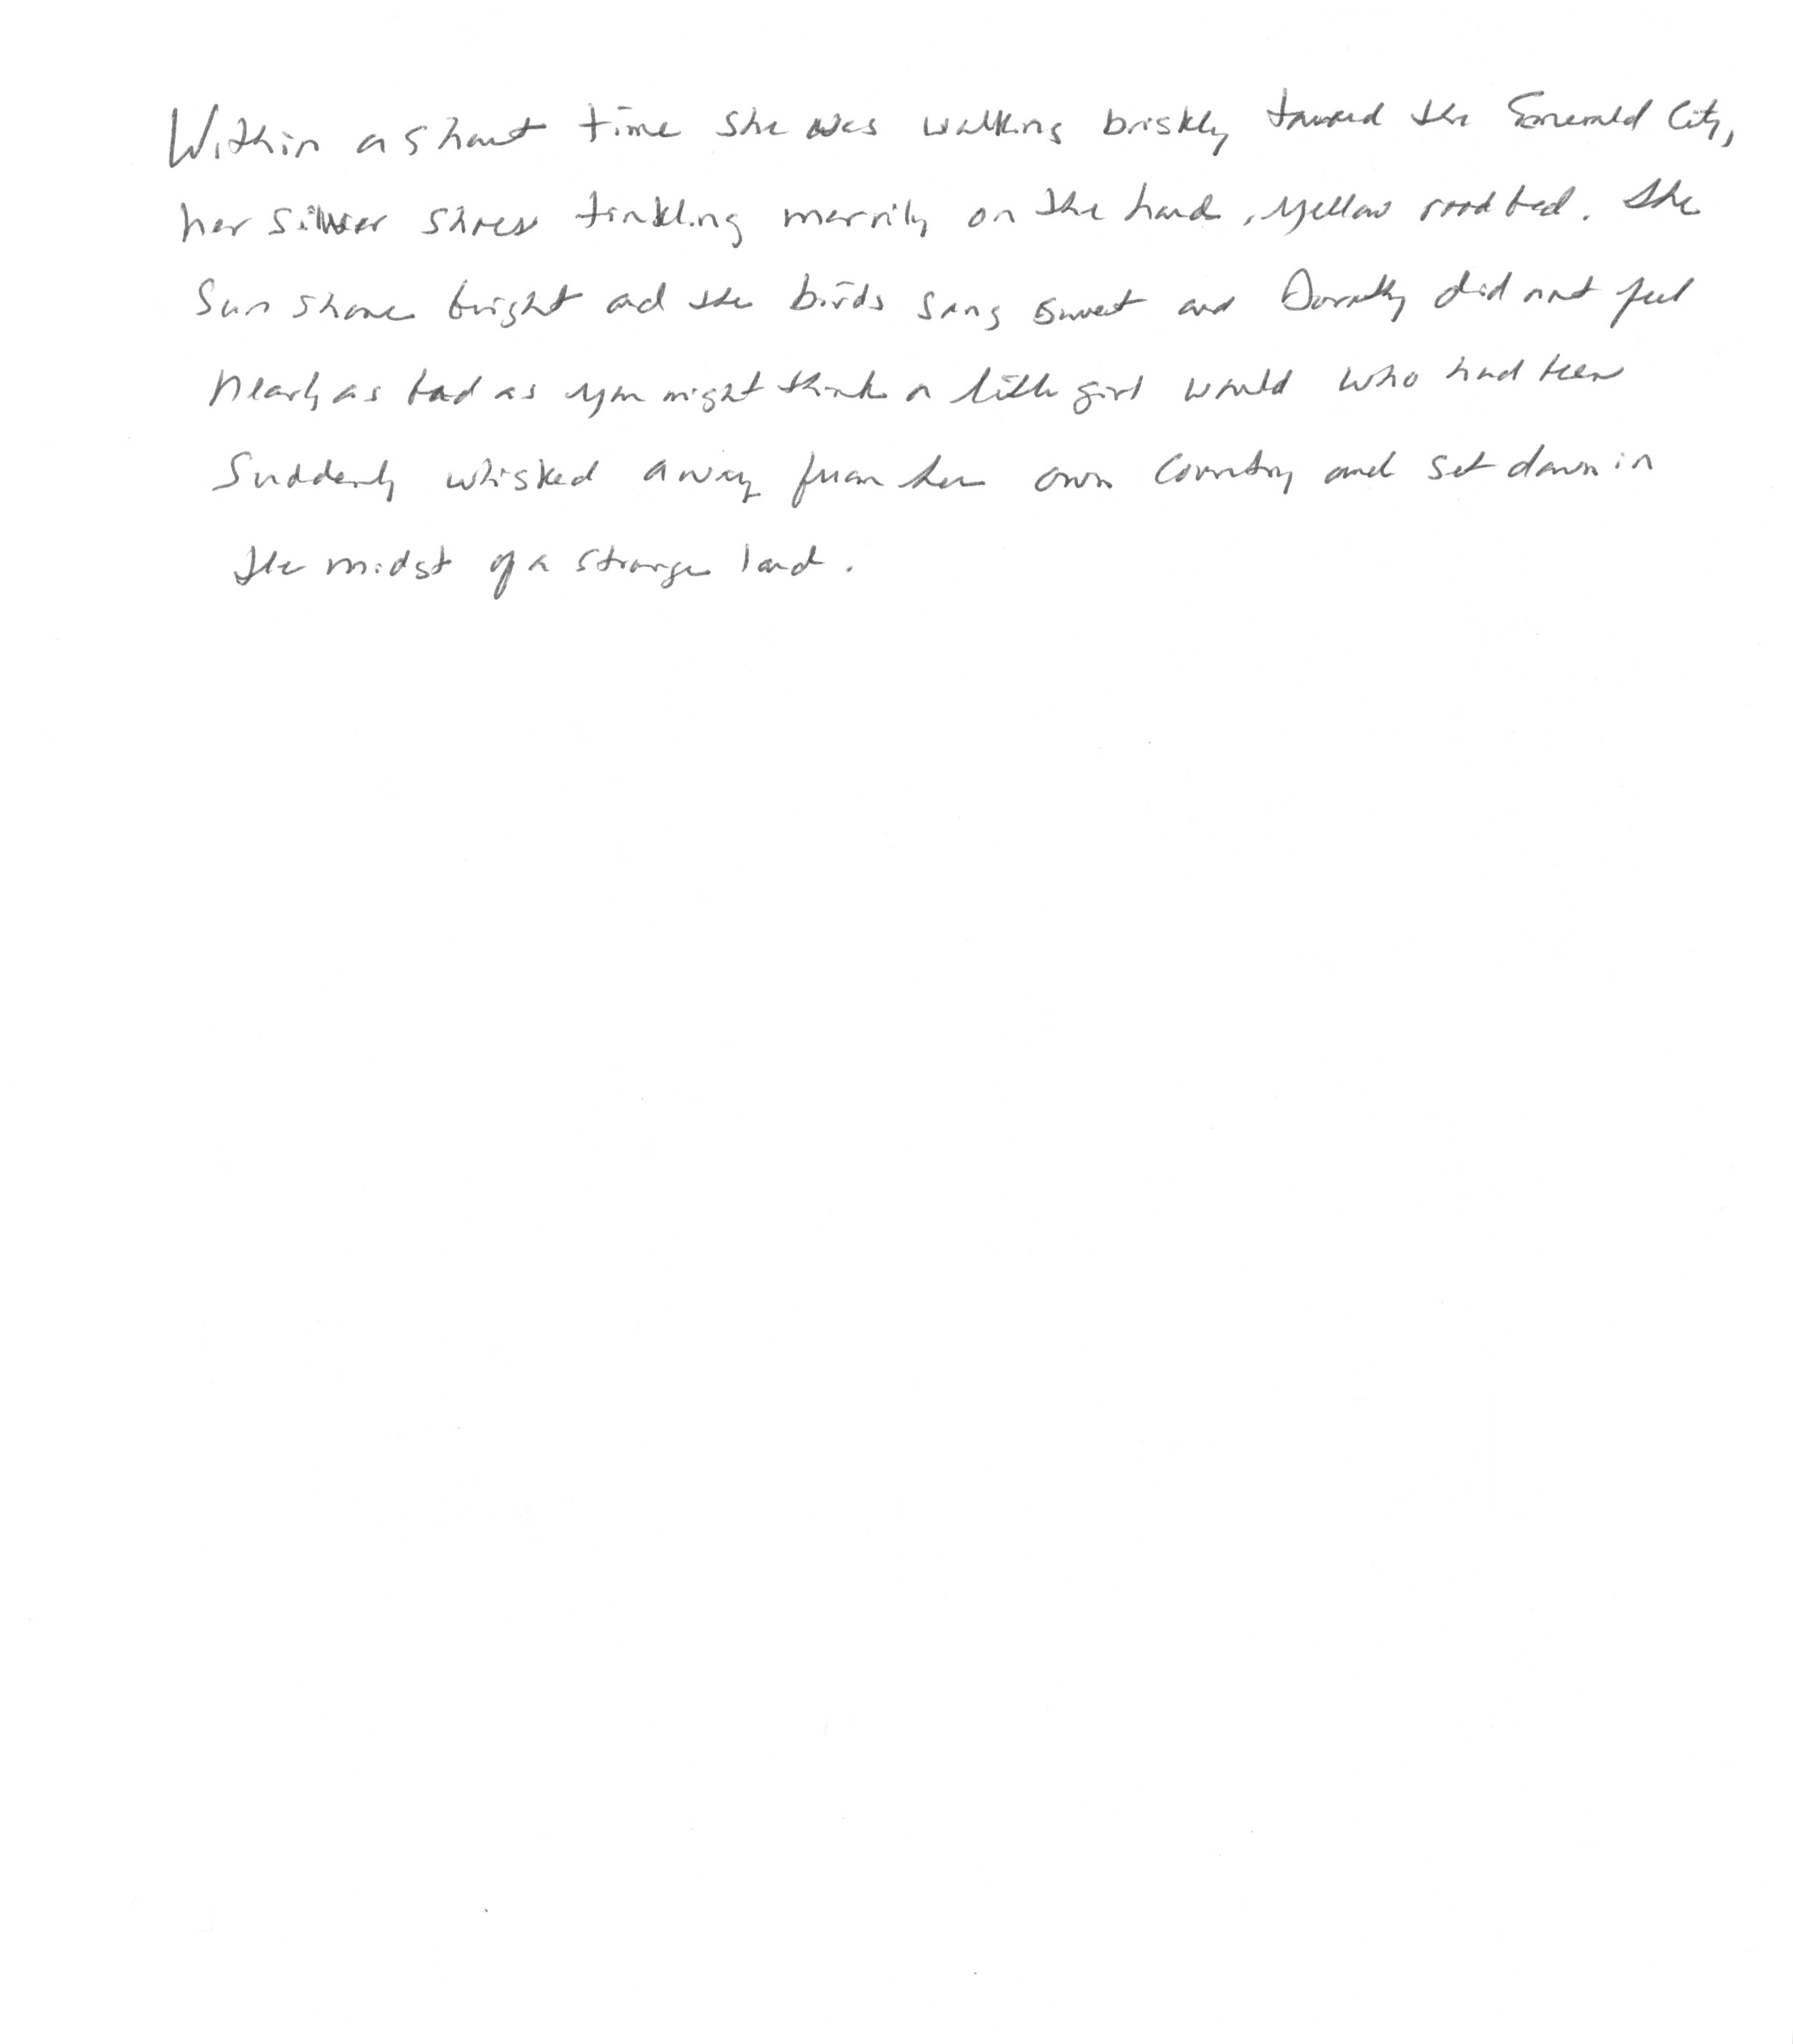 Within a short time she was walking briskly toward the Emerald City,
her silver shoes tinkling merrily on the hard, yellow roadbed. The
sun shone bright and the birds sang sweet and Dorothy did not feel
nearly as bad as you might think a little girl would who had been
suddenly whisked away from her own country and set down in
the midst of a strange land.